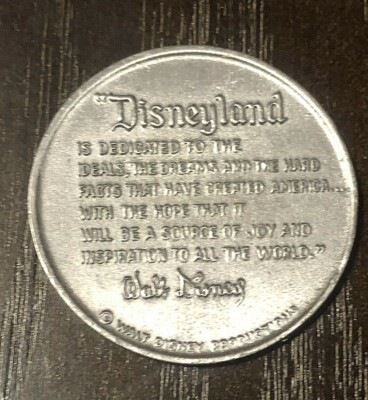 "Disneyland
IS DEDICATED TO THE
IDEALS, THE DREAMS AND THE HARD
FACTS THAT HAVE CREATED AMERICA...
WITH THE HOPE THAT IT
WILL BE A SOURCE OF JOY AND
INSPIRATION TO ALL THE WORLD."
Walt Disney
© WALT DISNEY PRODUCTIONS